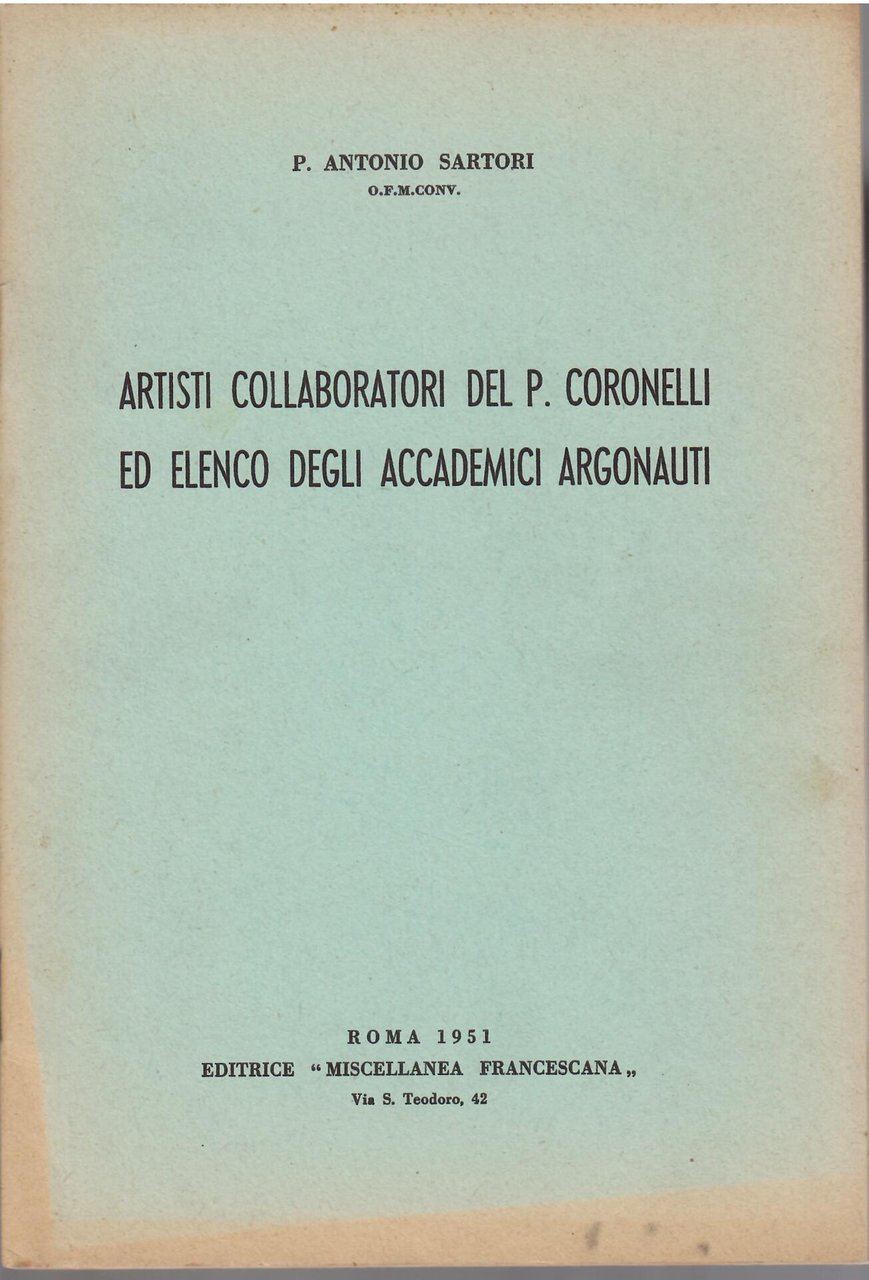 P. ANTONIO SARTORI
O.F.M.CONV.
ARTISTI COLLABORATORI DEL P. CORONELLI
ED ELENCO DEGLI ACCADEMICI ARGONAUTI
ROMA 1951
EDITRICE “ MISCELLANEA FRANCESCANA „
Via S. Teodoro, 42